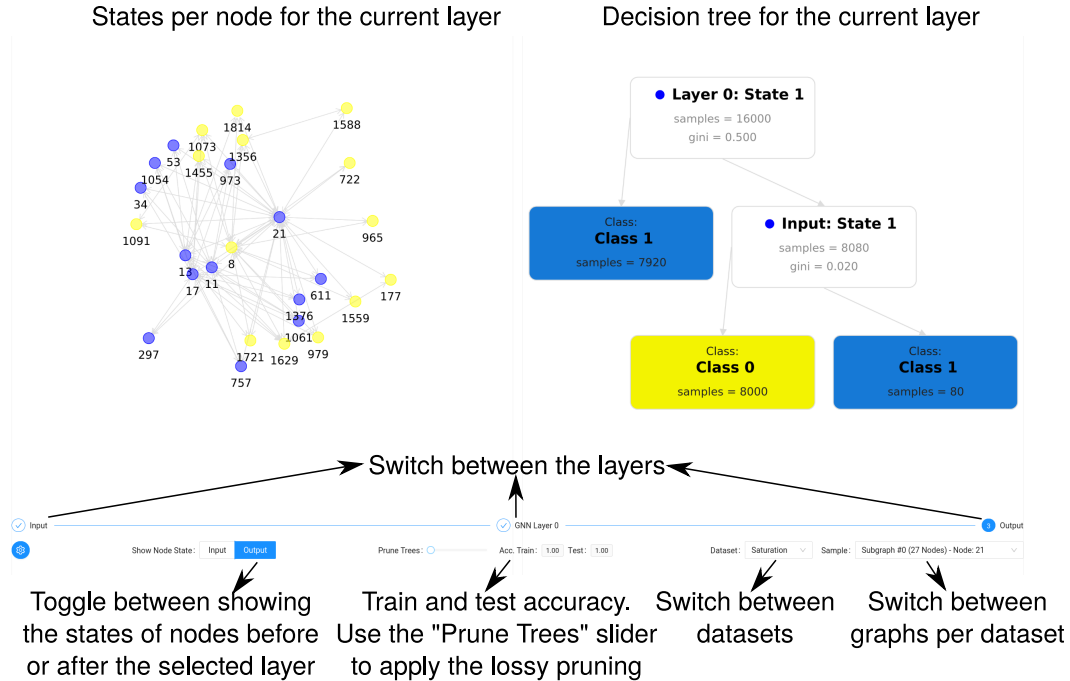 States per node for the current layer
Decision tree for the current layer
1814
1588
1073
1356
53
1455
973
722
1054
34
21
1091
965
8
13
11
17
611
177
1376
1559
1061
297
1721
1629
979
757
Layer 0: State 1
samples = 16000
gini = 0.500
Class:
Class 1
samples = 7920
Input: State 1
samples = 8080
gini = 0.020
Class:
Class 0
samples = 8000
Class:
Class 1
samples = 80
Switch between the layers
Input
GNN Layer 0
3 Output
Show Node State: Input Output
Prune Trees:
Acc. Train: 1.00 Test: 1.00
Dataset: Saturation
Sample: Subgraph #0 (27 Nodes) - Node: 21
Toggle between showing
the states of nodes before
or after the selected layer
Train and test accuracy.
Use the "Prune Trees" slider
to apply the lossy pruning
Switch between
datasets
Switch between
graphs per dataset